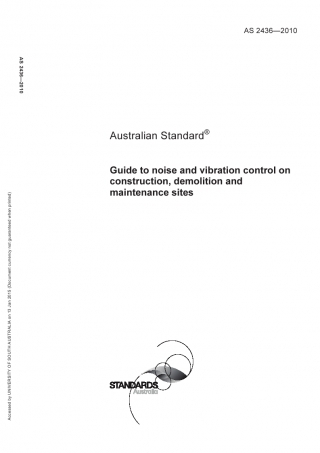 AS 2436—2010
AS 2436—2010
Australian Standard®
Guide to noise and vibration control on
construction, demolition and
maintenance sites
Accessed by UNIVERSITY OF SOUTH AUSTRALIA on 15 Jan 2015 (Document currency not guaranteed when printed)
STANDARDS
Australia